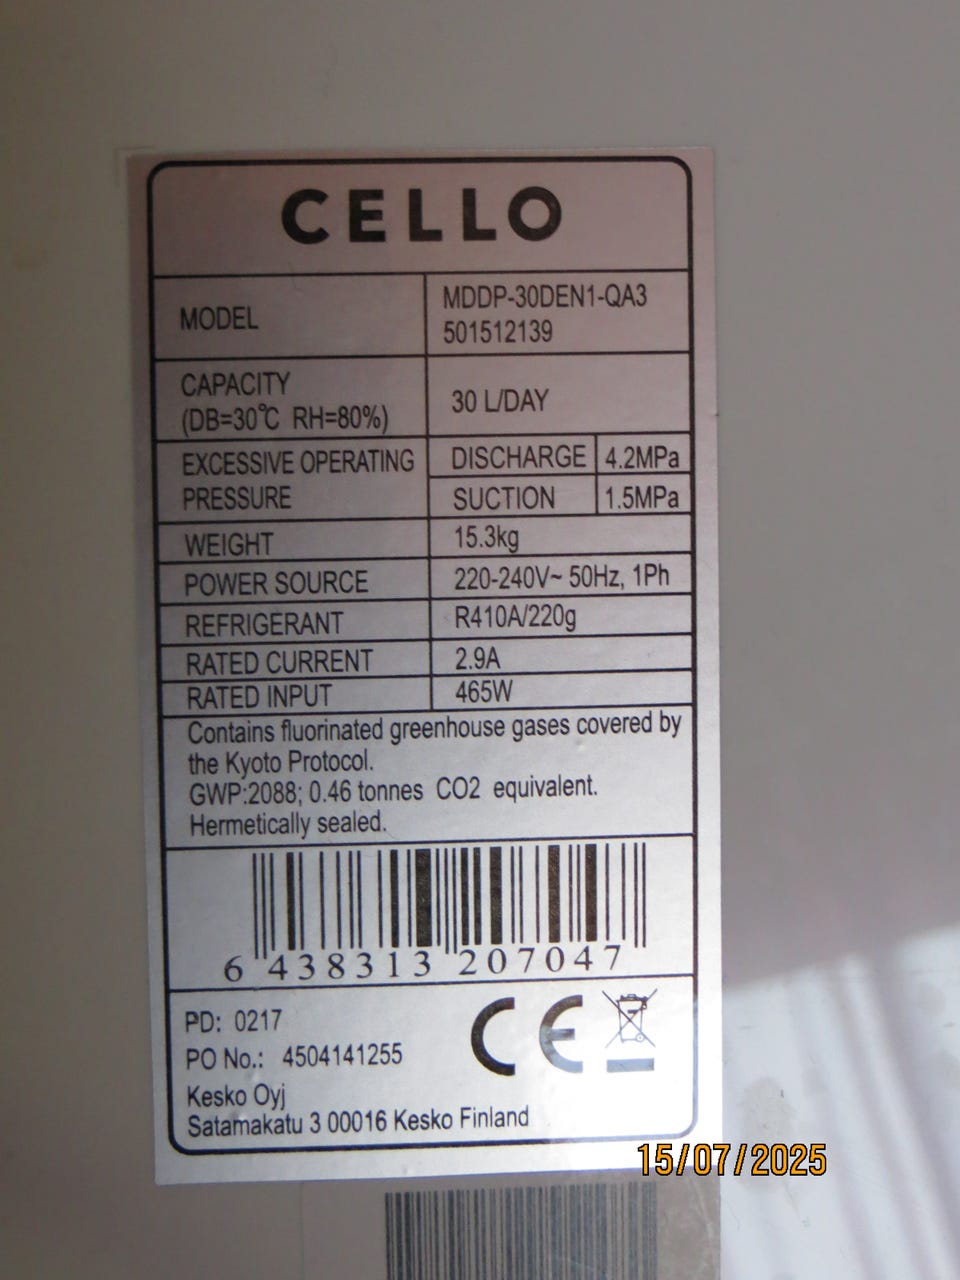 CELLO
MODEL
MDDP-30DEN1-QA3
501512139
CAPACITY
(DB=30℃ RH=80%)
30 L/DAY
EXCESSIVE OPERATING
PRESSURE
DISCHARGE 4.2MPa
SUCTION 1.5MPa
WEIGHT 15.3kg
POWER SOURCE 220-240V~ 50Hz, 1Ph
REFRIGERANT R410A/220g
RATED CURRENT 2.9A
RATED INPUT 465W
Contains fluorinated greenhouse gases covered by
the Kyoto Protocol.
GWP:2088; 0.46 tonnes CO2 equivalent.
Hermetically sealed.
6 438313 207047
PD: 0217
PO No.: 4504141255
CE
Kesko Oyj
Satamakatu 3 00016 Kesko Finland
15/07/2025